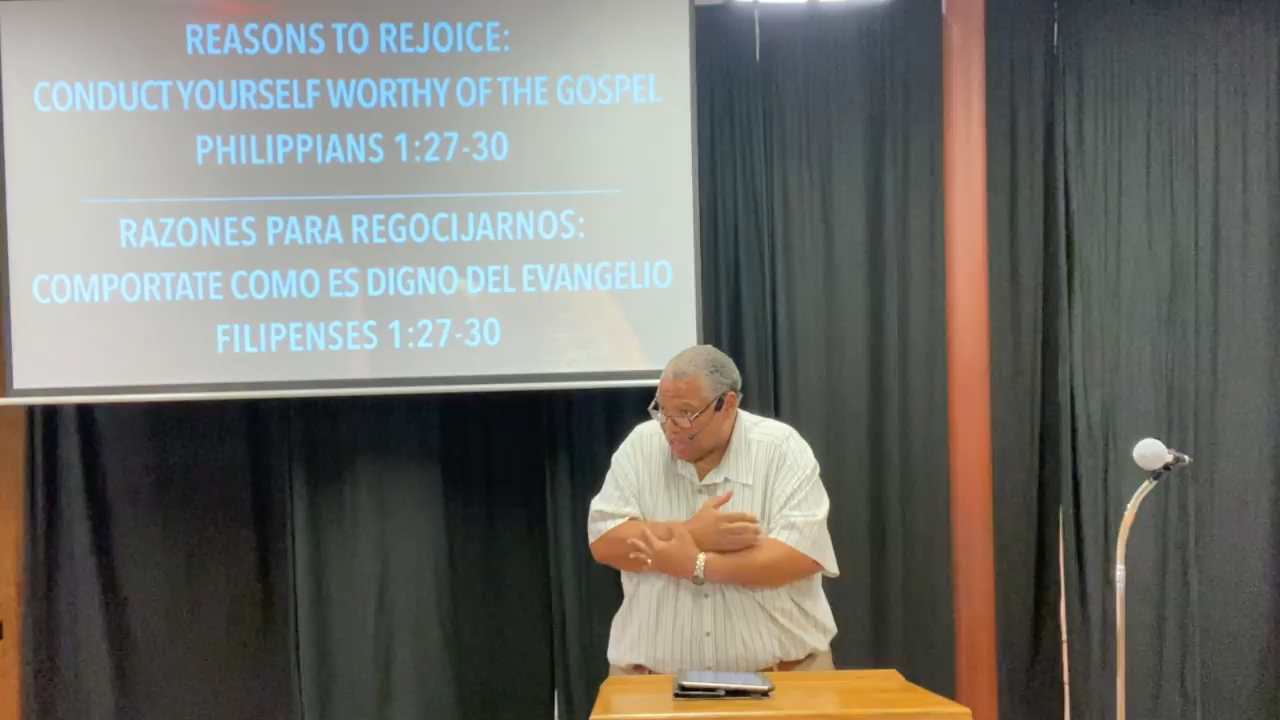 REASONS TO REJOICE:
CONDUCT YOURSELF WORTHY OF THE GOSPEL
PHILIPPIANS 1:27-30
RAZONES PARA REGOCIJARNOS:
COMPORTATE COMO ES DIGNO DEL EVANGELIO
FILIPENSES 1:27-30